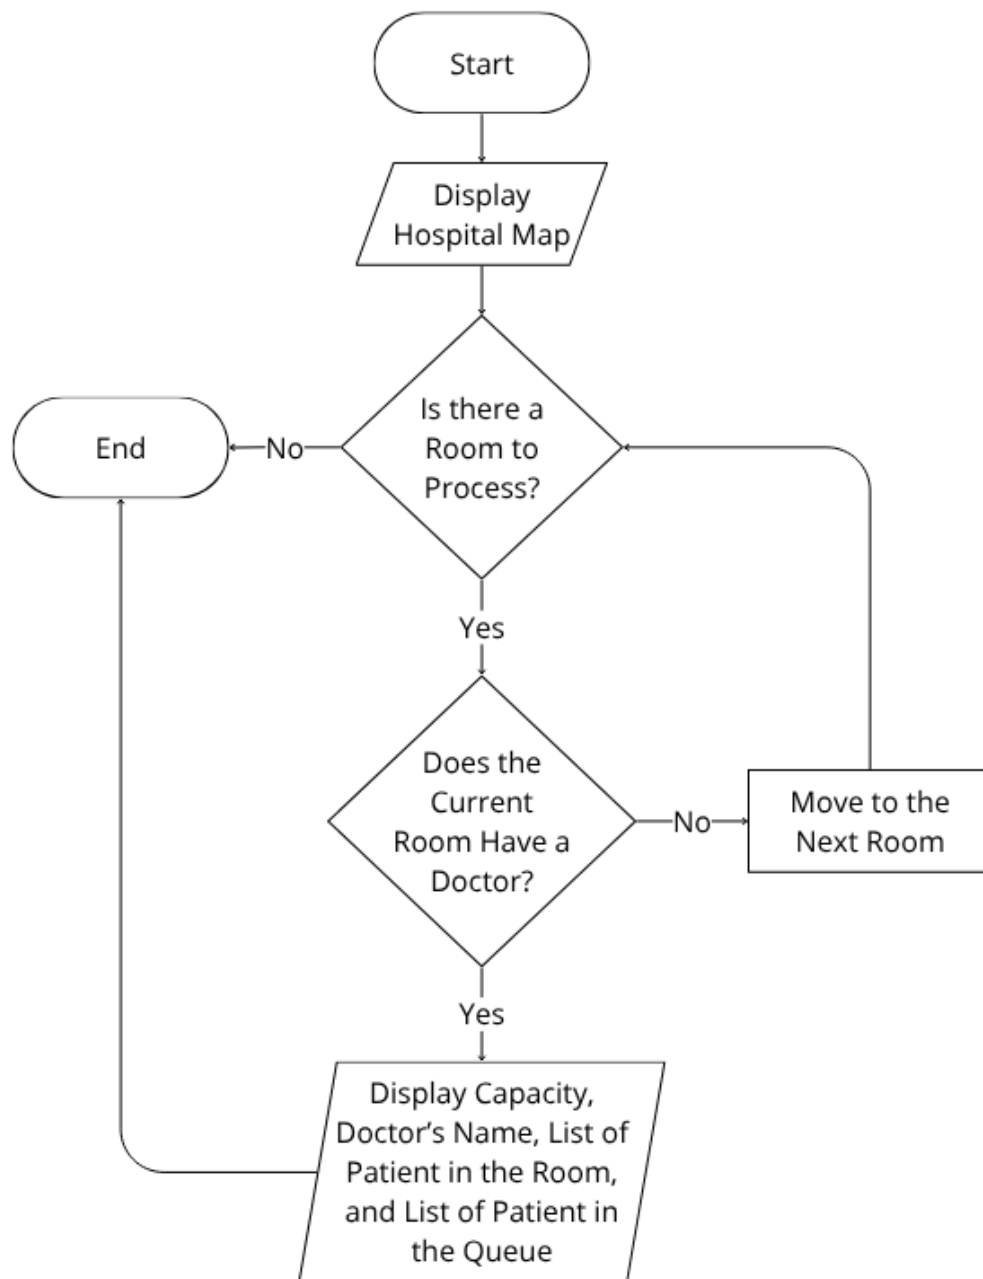 Start
Display
Hospital Map
Is there a
Room to
Process?
No
End
Yes
Does the
Current
Room Have a
Doctor?
No
Move to the
Next Room
Yes
Display Capacity,
Doctor’s Name, List of
Patient in the Room,
and List of Patient in
the Queue